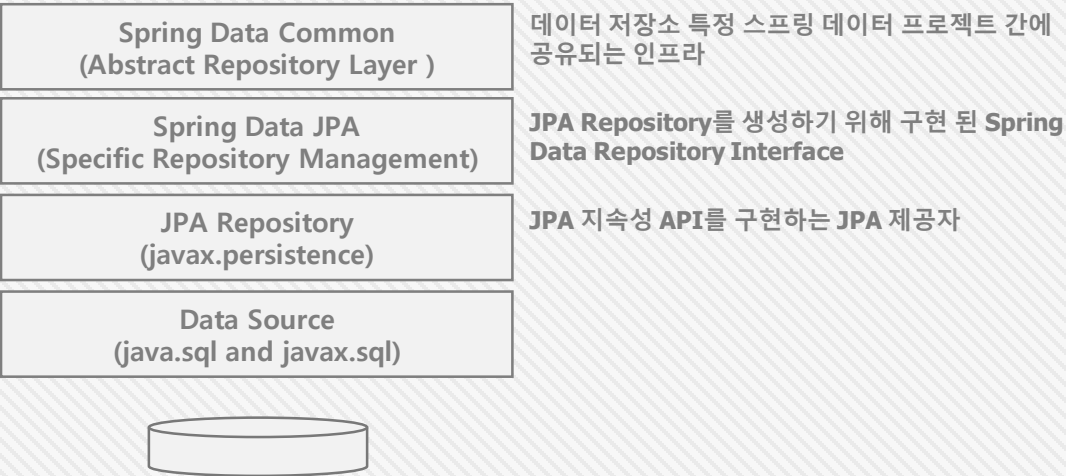 Spring Data Common
(Abstract Repository Layer )
데이터 저장소 특정 스프링 데이터 프로젝트 간에
공유되는 인프라
Spring Data JPA
(Specific Repository Management)
JPA Repository를 생성하기 위해 구현 된 Spring
Data Repository Interface
JPA Repository
(javax.persistence)
JPA 지속성 API를 구현하는 JPA 제공자
Data Source
(java.sql and javax.sql)